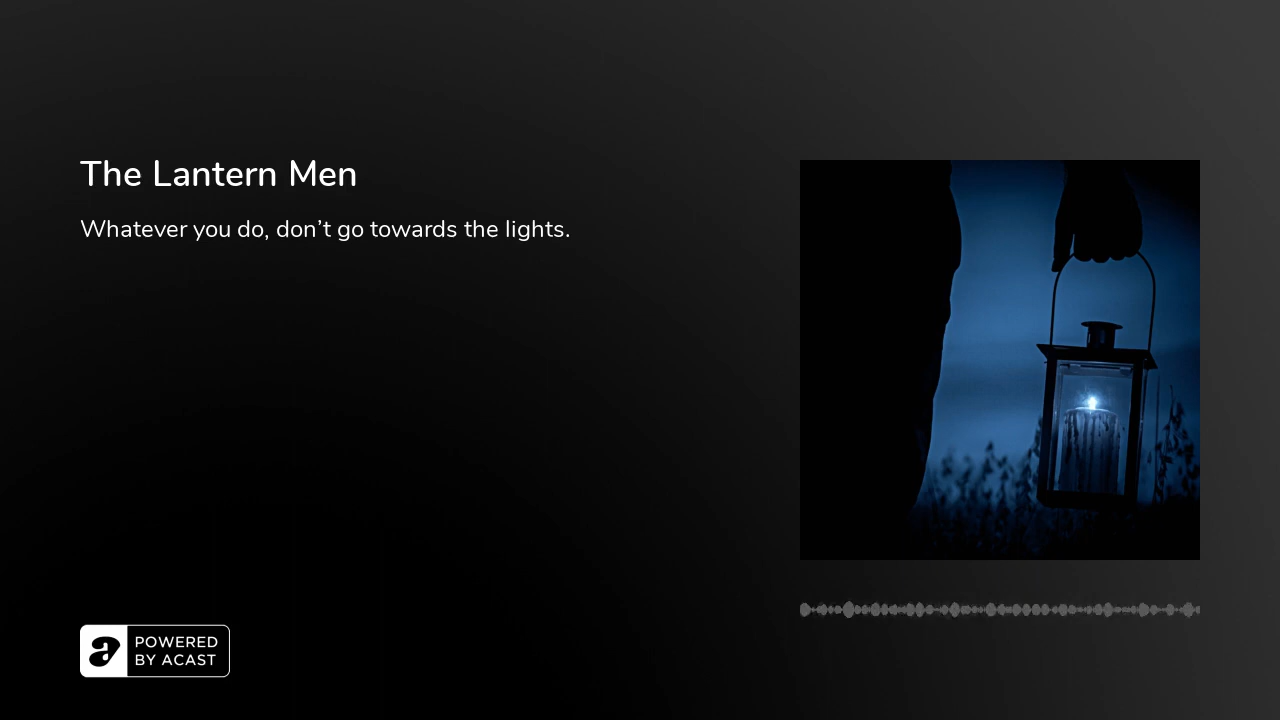 The Lantern Men
Whatever you do, don’t go towards the lights.
a POWERED
BY ACAST